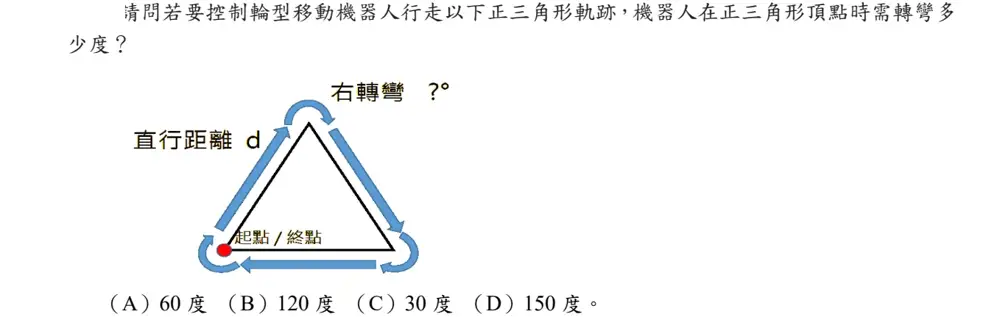 請問若要控制輪型移動機器人行走以下正三角形軌跡，機器人在正三角形頂點時需轉彎多
少度？
右轉彎 ?°
直行距離 d
起點 / 終點
（A）60 度 （B）120 度 （C）30 度 （D）150 度。